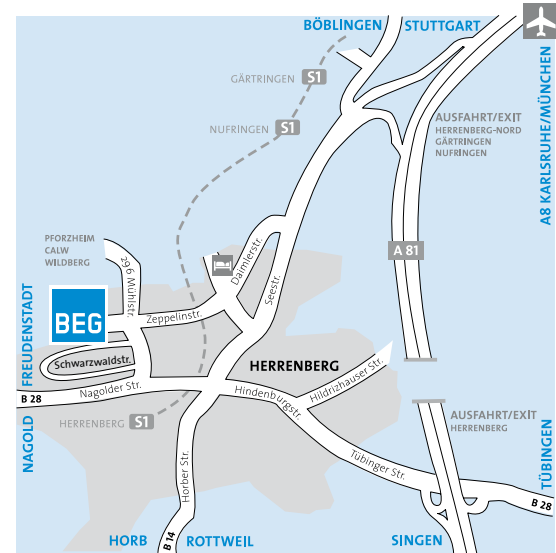 BÖBLINGEN
STUTTGART
A8 KARLSRUHE/MÜNCHEN
GÄRTRINGEN S1
NUFRINGEN S1
AUSFAHRT/EXIT
HERRENBERG-NORD
GÄRTRINGEN
NUFRINGEN
A 81
PFORZHEIM
CALW
WILDBERG
296 Mühlstr.
Daimlerstr.
Seestr.
Zeppelinstr.
BEG
Schwarzwaldstr.
FREUDENSTADT
HERRENBERG
Hildrizhauser Str.
B 28
Nagolder Str.
Hindenburgstr.
HERRENBERG S1
AUSFAHRT/EXIT
HERRENBERG
NAGOLD
Horber Str.
Tübinger Str.
TÜBINGEN
B 28
HORB
B 14
ROTTWEIL
SINGEN